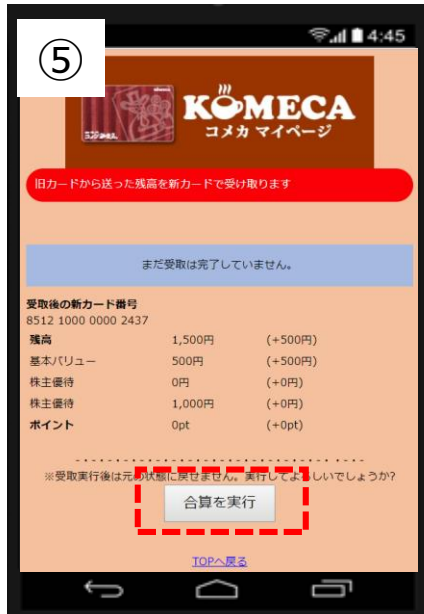 ⑤
4:45
KOMECA
コメカ マイページ
旧カードから送った残高を新カードで受け取ります
まだ受取は完了していません。
受取後の新カード番号
8512 1000 0000 2437
残高 1,500円 (+500円)
基本バリュー 500円 (+500円)
株主優待 0円 (+0円)
株主優待 1,000円 (+0円)
ポイント 0pt (+0pt)
※受取実行後は元の状態に戻せません。実行してよろしいでしょうか?
合算を実行
TOPへ戻る